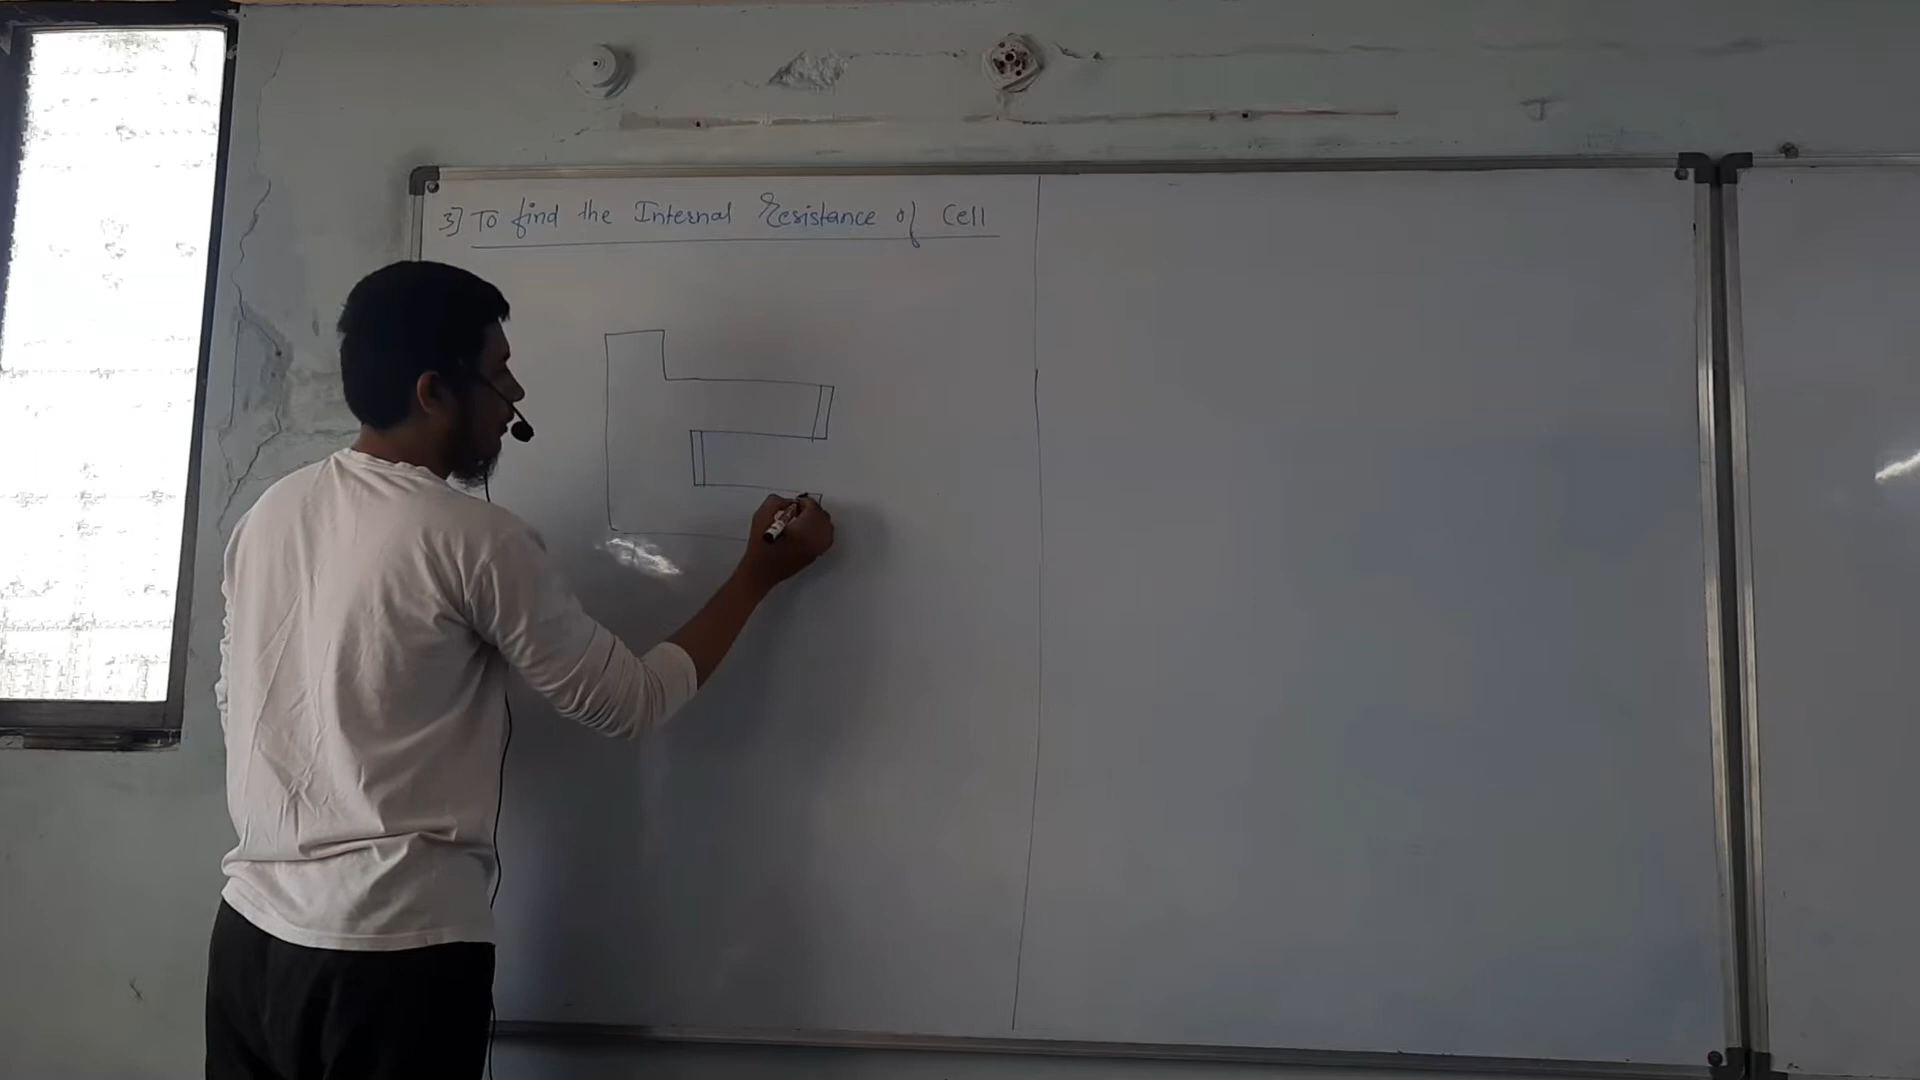 3] To find the Internal Resistance of Cell